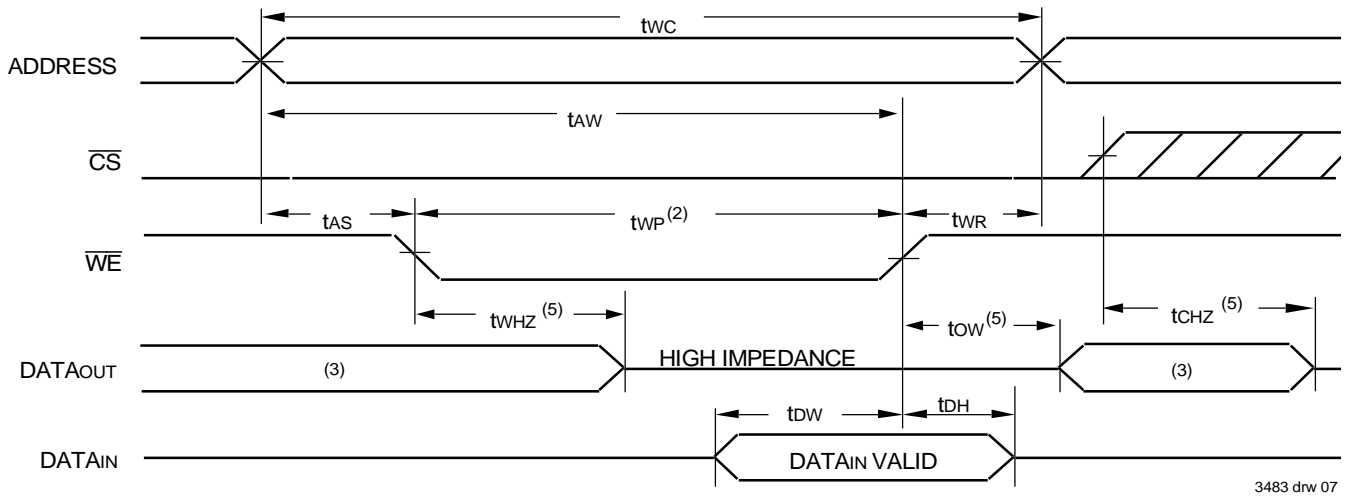 tWC
ADDRESS
tAW
CS
tAS
tWP(2)
tWR
WE
tWHZ(5)
tOW(5)
tCHZ(5)
DATAOUT
(3)
HIGH IMPEDANCE
(3)
tDW
tDH
DATAIN
DATAIN VALID
3483 drw 07